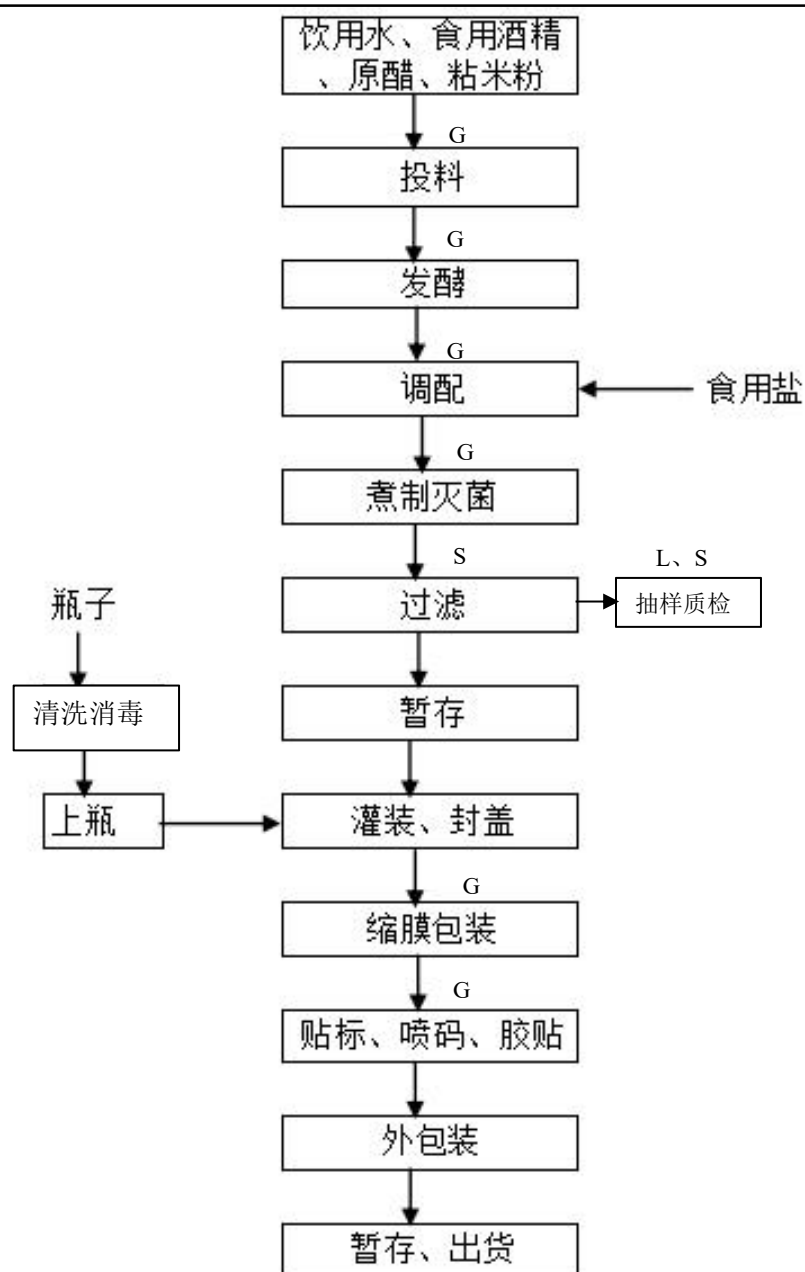 饮用水、食用酒精
、原醋、粘米粉
G
投料
G
发酵
G
调配
食用盐
G
煮制灭菌
S
L、S
过滤
抽样质检
瓶子
清洗消毒
暂存
上瓶
灌装、封盖
G
缩膜包装
G
贴标、喷码、胶贴
外包装
暂存、出货